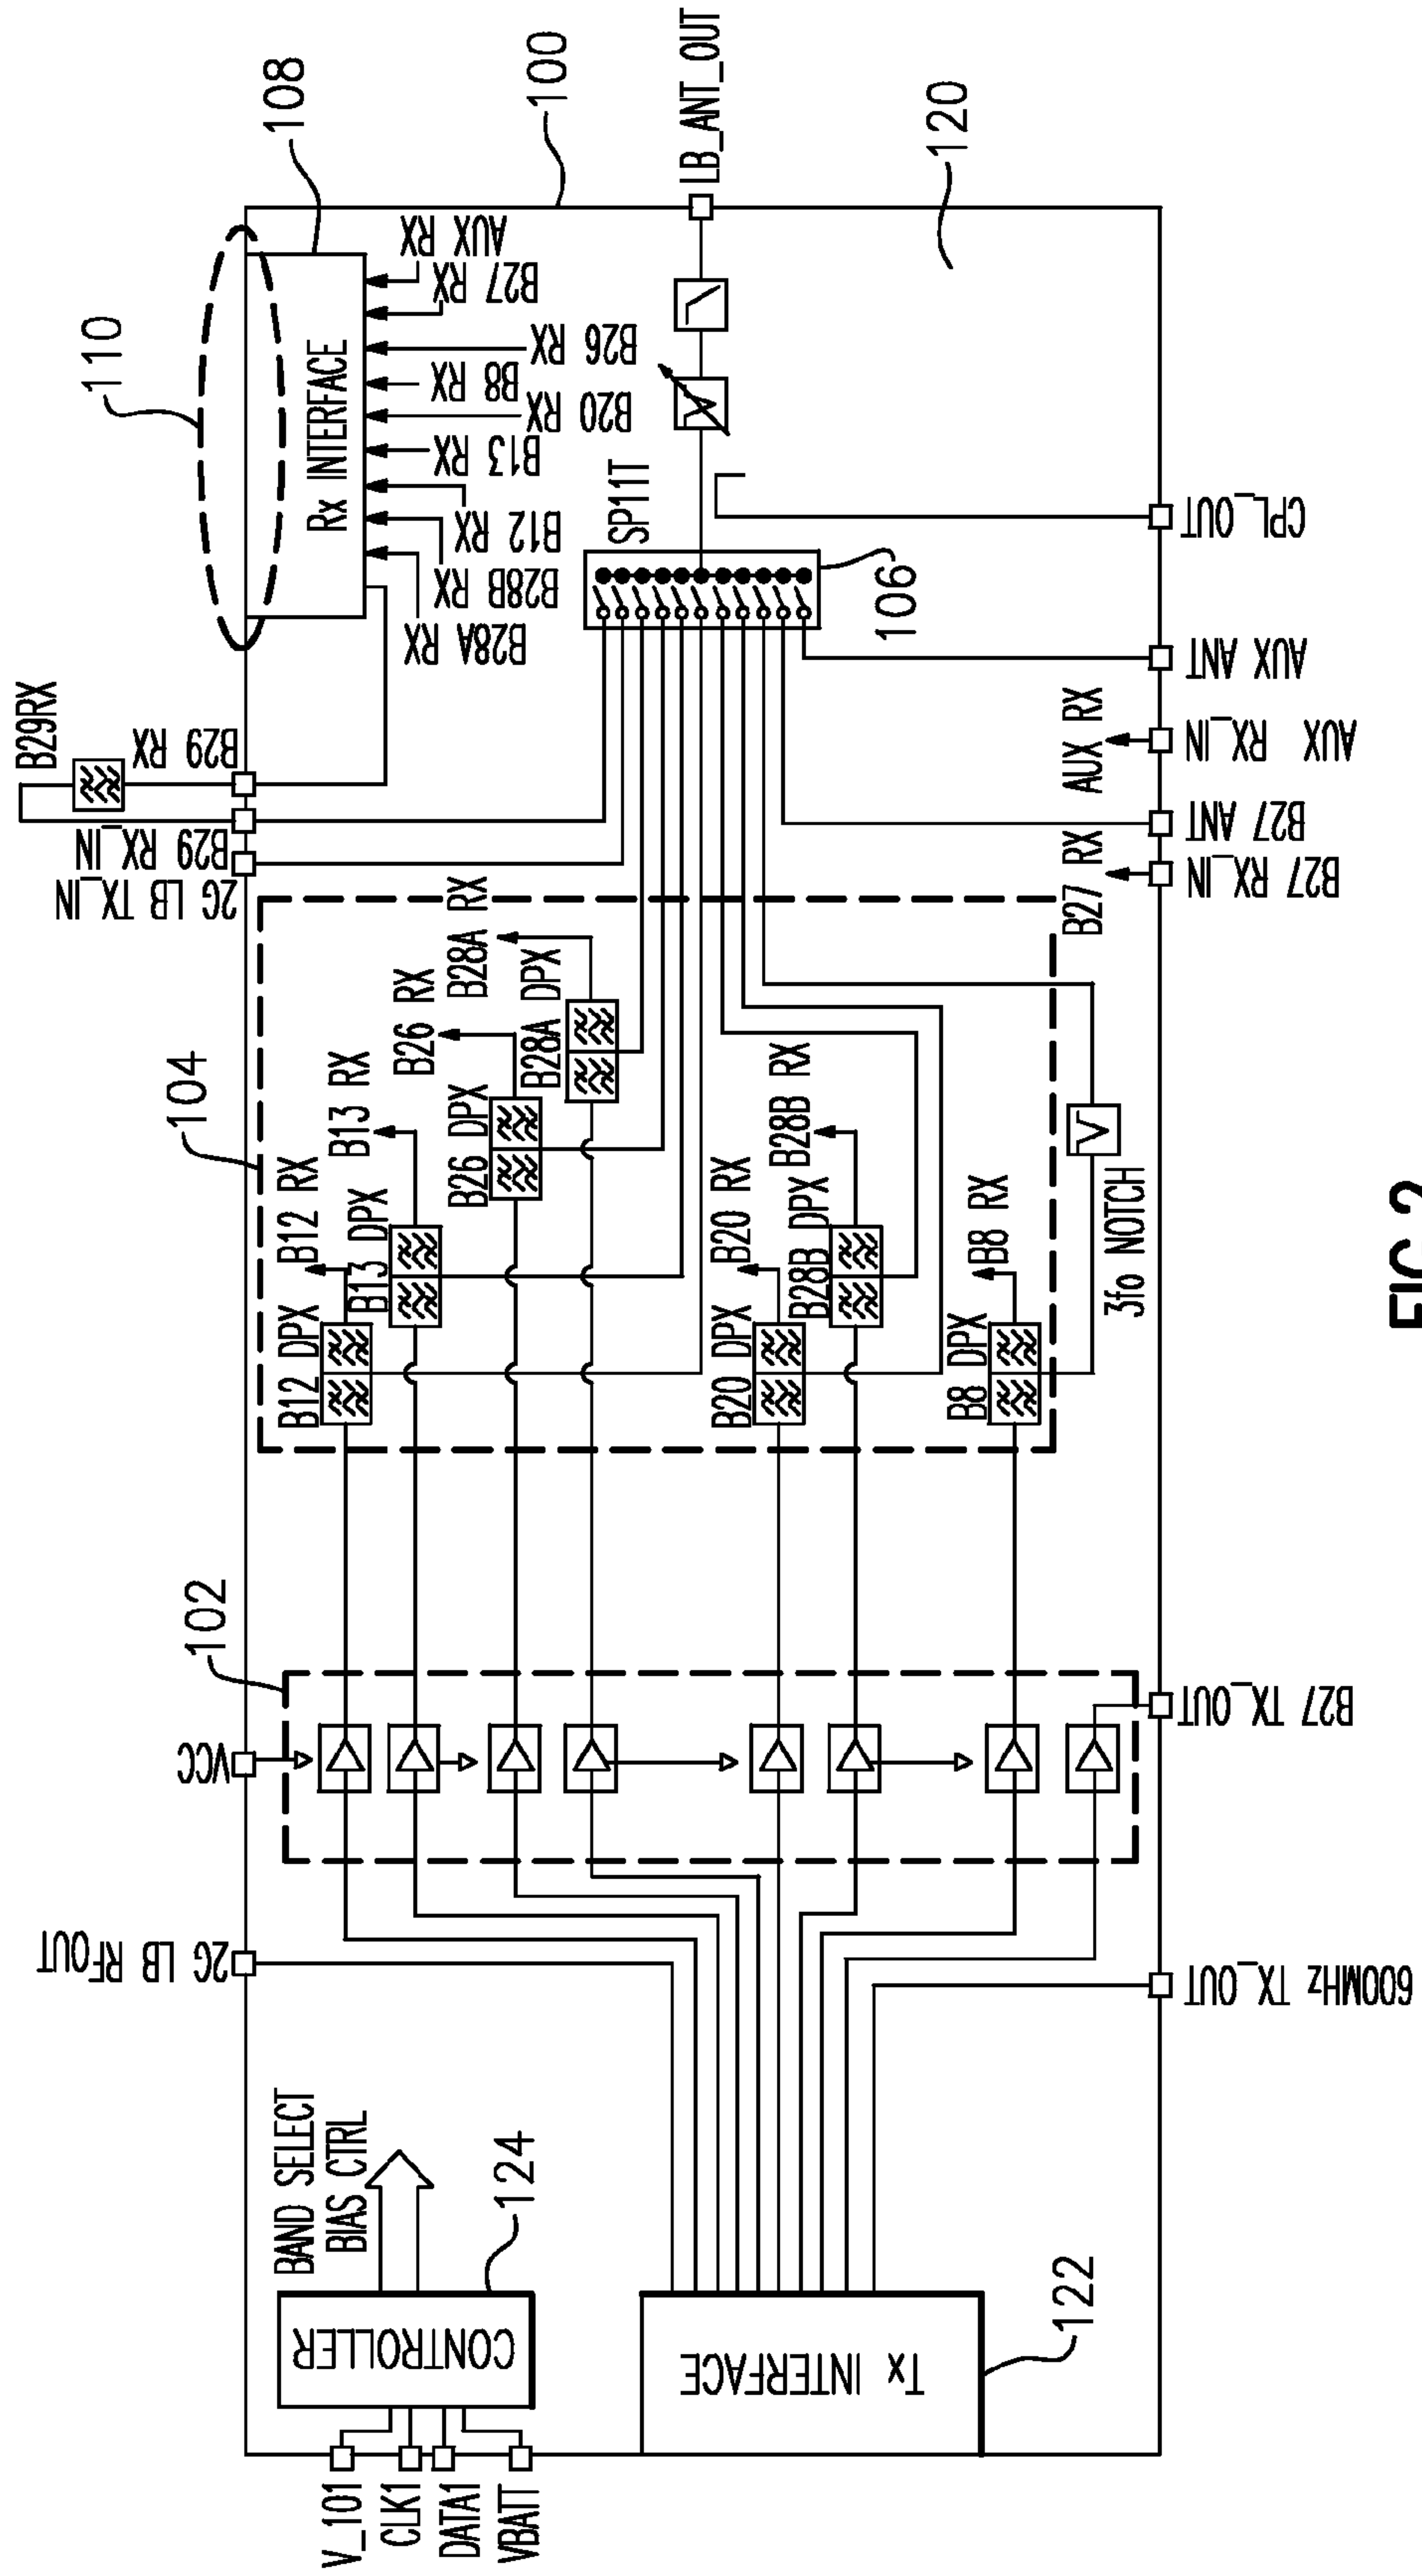 110
108
100
120
Rx INTERFACE
AUX RX
B27 RX
B26 RX
B8 RX
B20 RX
B13 RX
B12 RX
B28B RX
B28A RX
LB_ANT_OUT
SP11T
106
CPL_OUT
AUX ANT
AUX RX
AUX RX_IN
B27 ANT
B27 RX
B27 RX_IN
B29RX
B29 RX
B29 RX_IN
2G LB TX_IN
104
B12 RX
B12 DPX
B13 RX
B13 DPX
B26 RX
B26 DPX
B28A RX
B28A DPX
B20 RX
B20 DPX
B28B RX
B28B DPX
B8 RX
B8 DPX
3fo NOTCH
102
VCC
B27 TX_OUT
2G LB RFOUT
600MHz TX_OUT
BAND SELECT
BIAS CTRL
124
CONTROLLER
Tx INTERFACE
122
V_101
CLK1
DATA1
VBATT
FIG.2